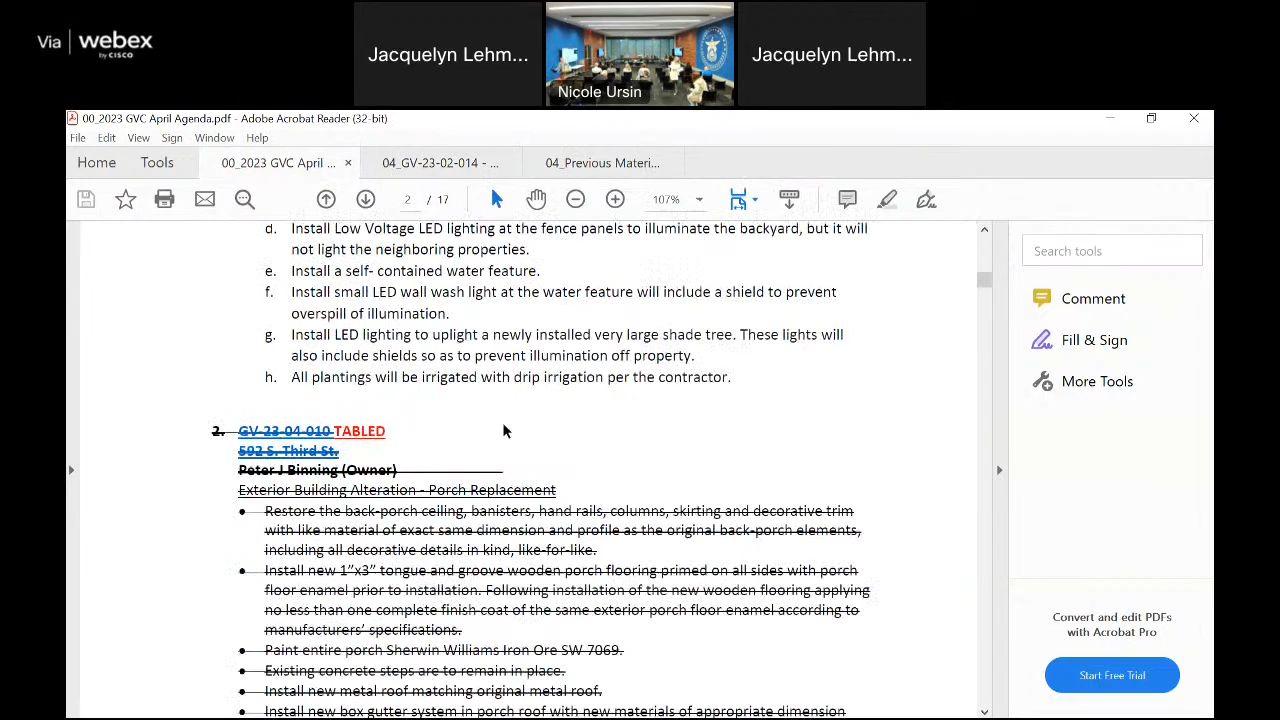 Via webex
by CISCO
Jacquelyn Lehm...
Nicole Ursin
Jacquelyn Lehm...
00_2023 GVC April Agenda.pdf - Adobe Acrobat Reader (32-bit)
File Edit View Sign Window Help
Home Tools 00_2023 GVC April ... × 04_GV-23-02-014 - ... 04_Previous Materi...
2 / 17 107%
d. Install Low Voltage LED lighting at the fence panels to illuminate the backyard, but it will
not light the neighboring properties.
e. Install a self- contained water feature.
f. Install small LED wall wash light at the water feature will include a shield to prevent
overspill of illumination.
g. Install LED lighting to uplight a newly installed very large shade tree. These lights will
also include shields so as to prevent illumination off property.
h. All plantings will be irrigated with drip irrigation per the contractor.
2. GV-23-04-010 TABLED
592 S. Third St.
Peter J Binning (Owner)
Exterior Building Alteration - Porch Replacement
• Restore the back-porch ceiling, banisters, hand rails, columns, skirting and decorative trim
with like material of exact same dimension and profile as the original back-porch elements,
including all decorative details in kind, like-for-like.
• Install new 1”x3” tongue and groove wooden porch flooring primed on all sides with porch
floor enamel prior to installation. Following installation of the new wooden flooring applying
no less than one complete finish coat of the same exterior porch floor enamel according to
manufacturers’ specifications.
• Paint entire porch Sherwin Williams Iron Ore SW 7069.
• Existing concrete steps are to remain in place.
• Install new metal roof matching original metal roof.
• Install new box gutter system in porch roof with new materials of appropriate dimension
Search tools
Comment
Fill & Sign
More Tools
Convert and edit PDFs
with Acrobat Pro
Start Free Trial